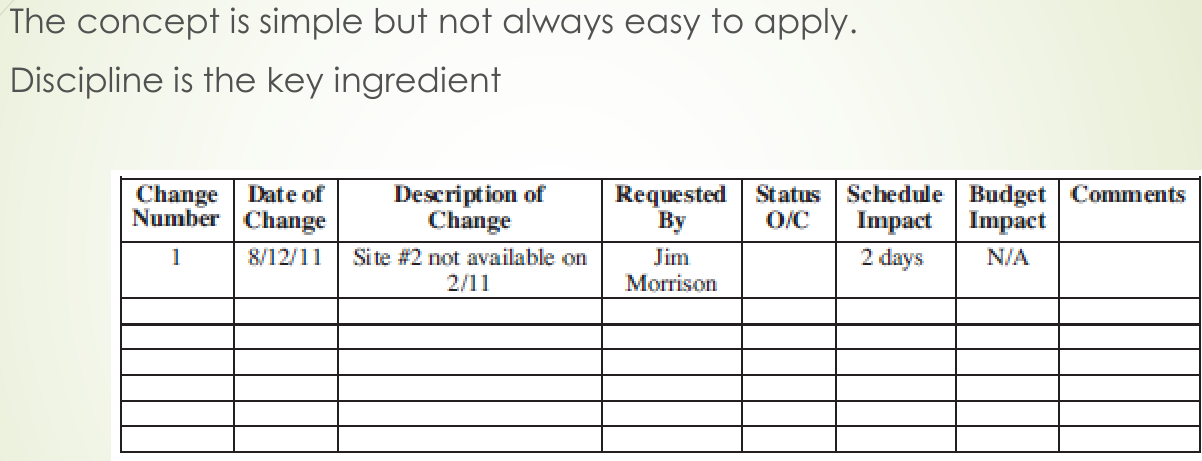 The concept is simple but not always easy to apply.
Discipline is the key ingredient
Change Number	Date of Change	Description of Change	Requested By	Status O/C	Schedule Impact	Budget Impact	Comments
1	8/12/11	Site #2 not available on 2/11	Jim Morrison		2 days	N/A